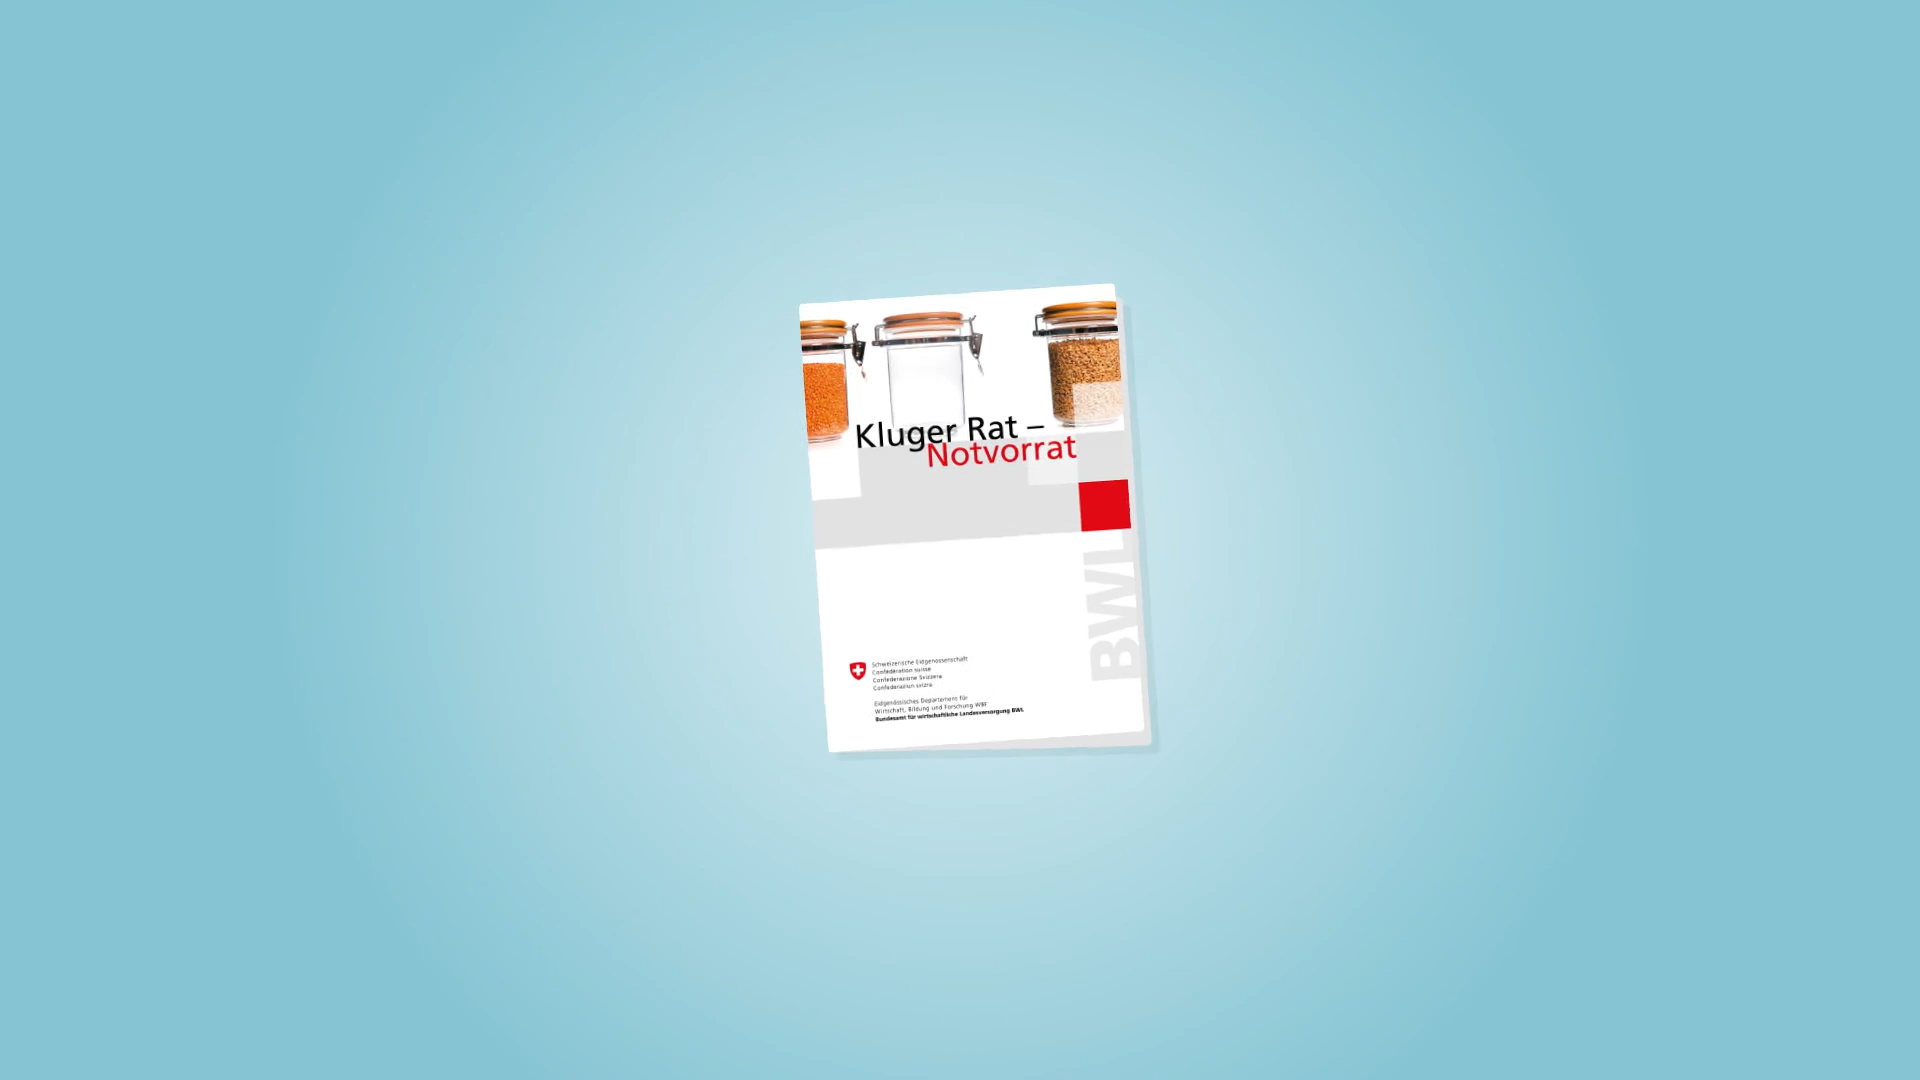 Kluger Rat –
Notvorrat
BWL
Schweizerische Eidgenossenschaft
Confédération suisse
Confederazione Svizzera
Confederaziun svizra
Eidgenössisches Departement für
Wirtschaft, Bildung und Forschung WBF
Bundesamt für wirtschaftliche Landesversorgung BWL